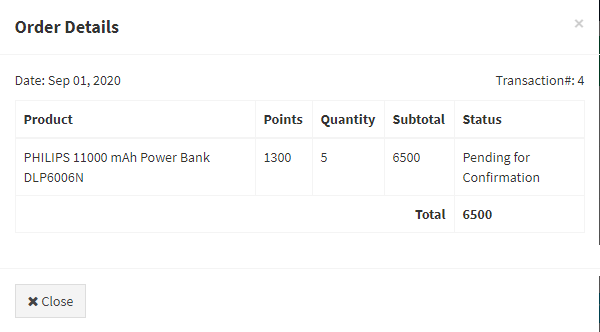 Order Details ×
Date: Sep 01, 2020 Transaction#: 4
Product Points Quantity Subtotal Status
PHILIPS 11000 mAh Power Bank 1300 5 6500 Pending for
DLP6006N Confirmation
Total 6500
✖ Close